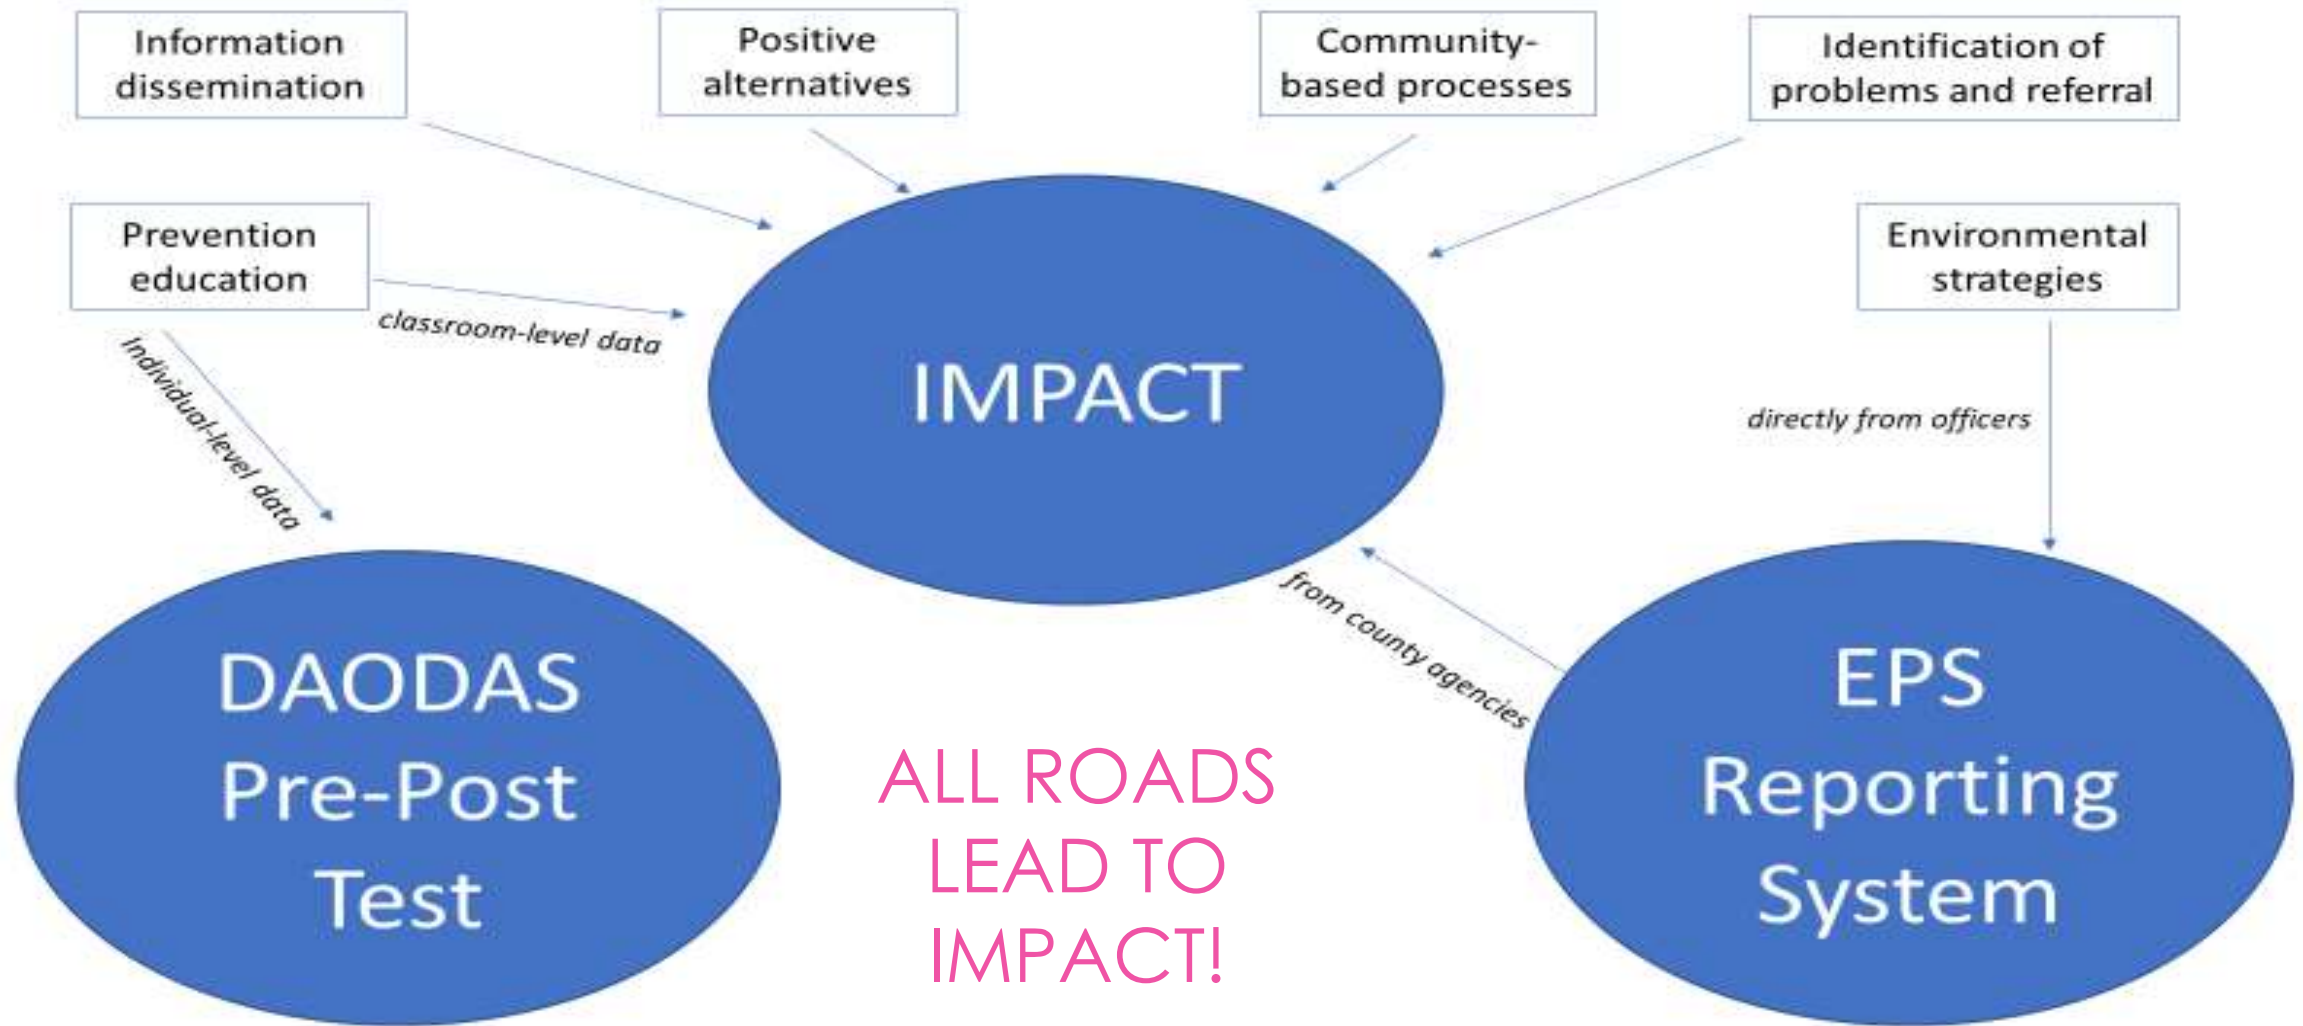 Information
dissemination
Positive
alternatives
Community-
based processes
Identification of
problems and referral
Prevention
education
Environmental
strategies
classroom-level data
Individual-level data
IMPACT
directly from officers
from county agencies
DAODAS
Pre-Post
Test
ALL ROADS
LEAD TO
IMPACT!
EPS
Reporting
System